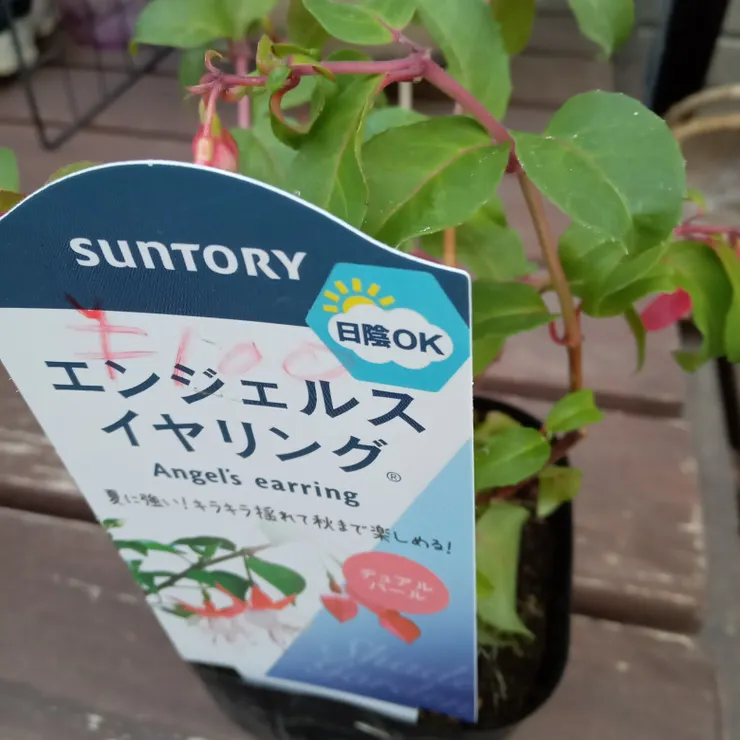 SUNTORY
日陰OK
¥100
エンジェルス
イヤリング®
Angel's earring
夏に強い!キラキラ揺れて秋まで楽しめる!
デュアル
パール